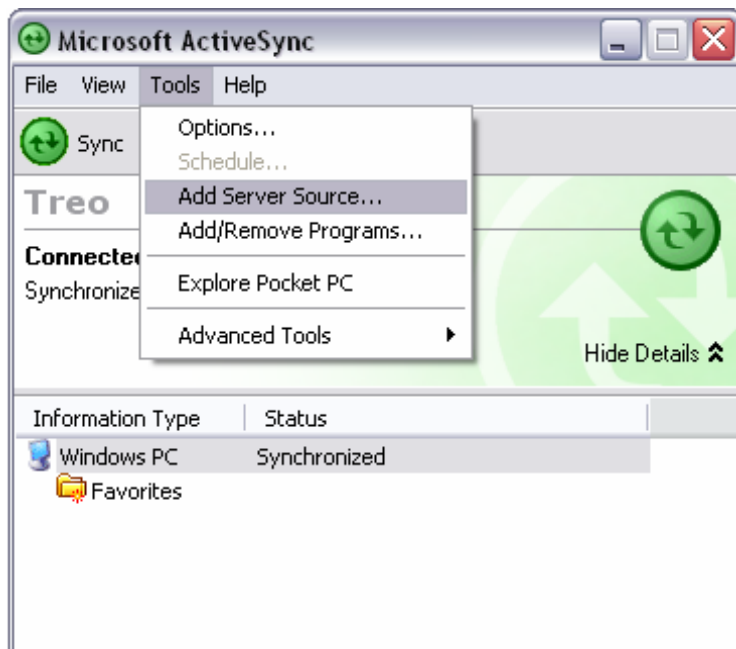 Microsoft ActiveSync
File View Tools Help
Sync
Options...
Schedule...
Add Server Source...
Add/Remove Programs...
Explore Pocket PC
Advanced Tools
Treo
Connected
Synchronize
Hide Details
Information Type Status
Windows PC Synchronized
Favorites